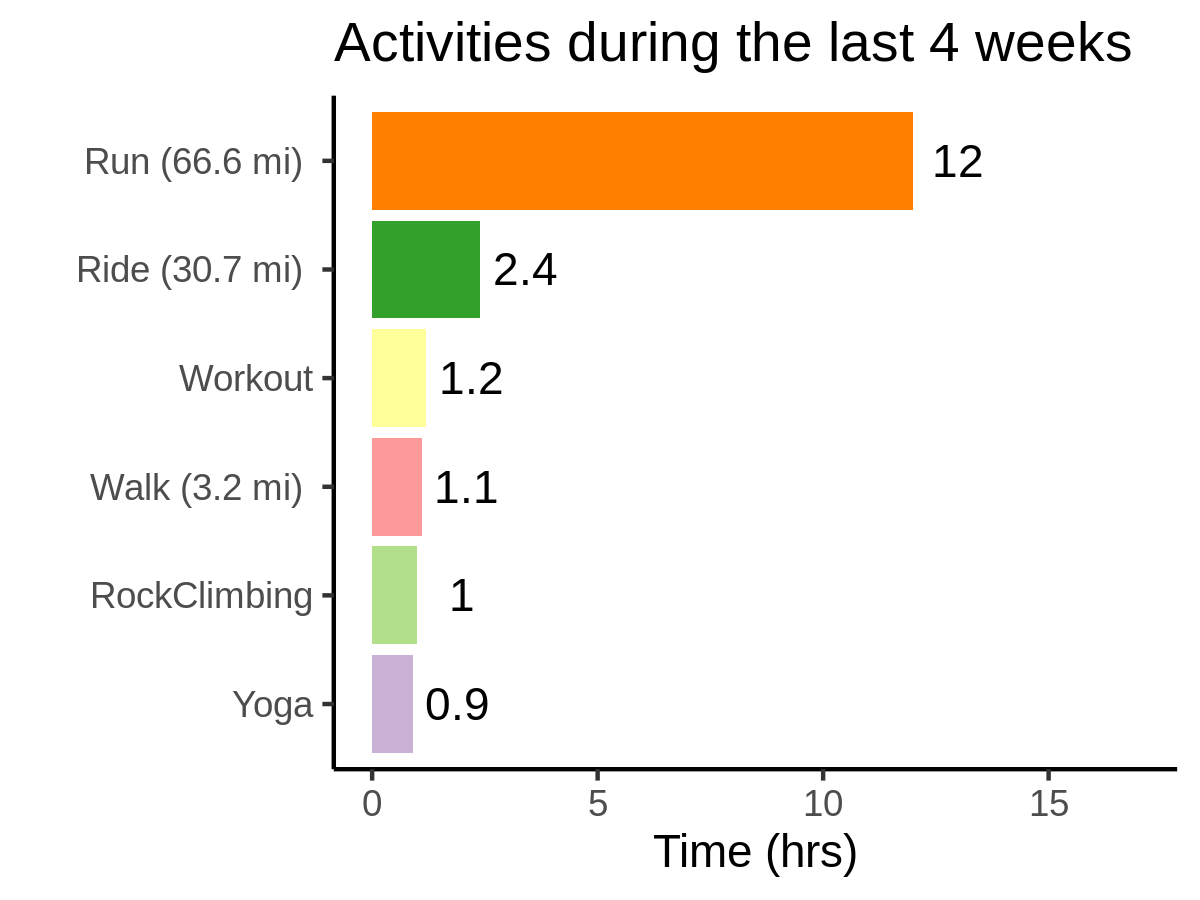 Activities during the last 4 weeks
Run (66.6 mi) 12
Ride (30.7 mi) 2.4
Workout 1.2
Walk (3.2 mi) 1.1
RockClimbing 1
Yoga 0.9
0 5 10 15
Time (hrs)